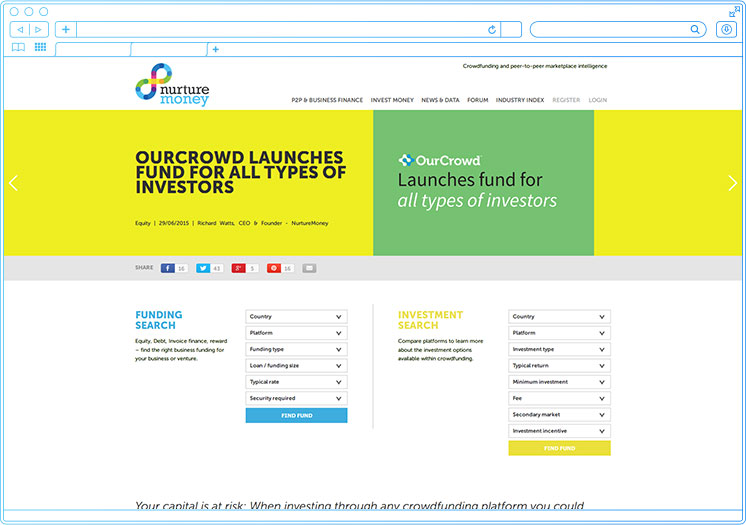 Crowdfunding and peer-to-peer marketplace intelligence
nurture
money
P2P & BUSINESS FINANCE INVEST MONEY NEWS & DATA FORUM INDUSTRY INDEX REGISTER LOGIN
OURCROWD LAUNCHES
FUND FOR ALL TYPES OF
INVESTORS
Equity | 29/06/2015 | Richard Watts, CEO & Founder - NurtureMoney
OurCrowd
Launches fund for
all types of investors
SHARE f 16 43 g+ 5 16
FUNDING
SEARCH
Equity, Debt, Invoice finance, reward
– find the right business funding for
your business or venture.
Country
Platform
Funding type
Loan / funding size
Typical rate
Security required
FIND FUND
INVESTMENT
SEARCH
Compare platforms to learn more
about the investment options
available within crowdfunding.
Country
Platform
Investment type
Typical return
Minimum investment
Fee
Secondary market
Investment incentive
FIND FUND
Your capital is at risk: When investing through any crowdfunding platform you could